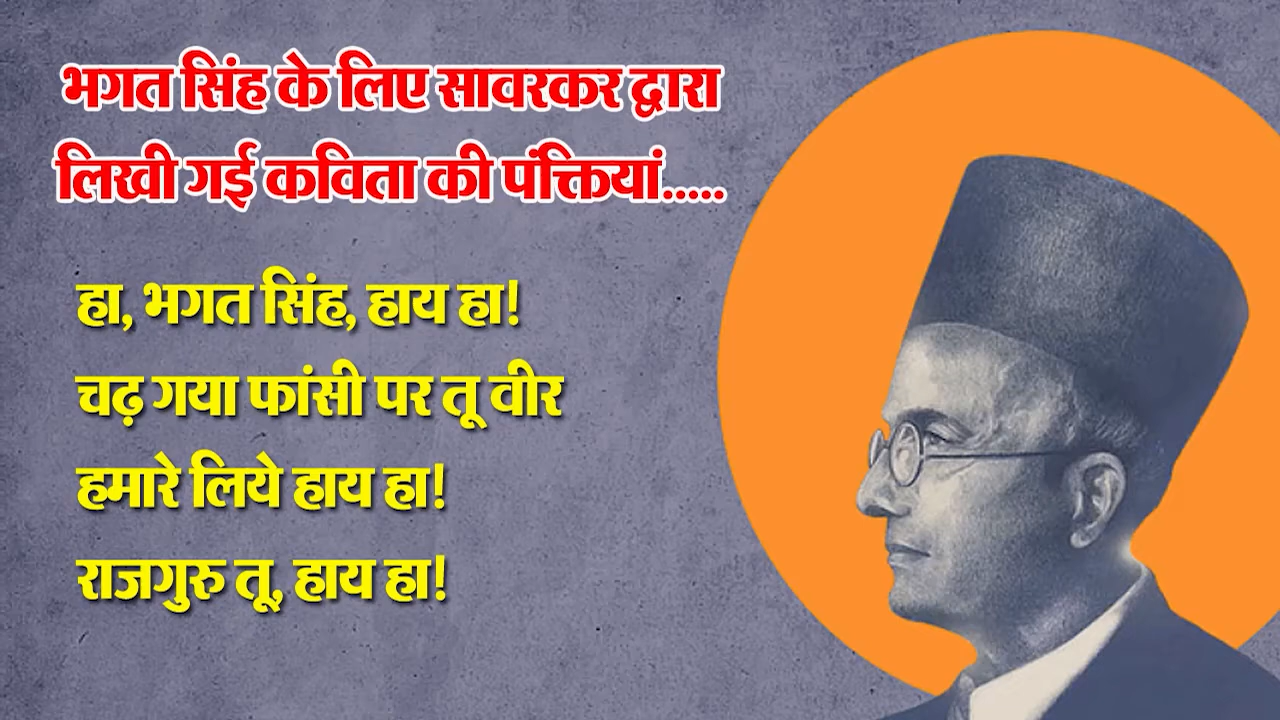 भगत सिंह के लिए सावरकर द्वारा
लिखी गई कविता की पंक्तियां.....
हा, भगत सिंह, हाय हा!
चढ़ गया फांसी पर तू वीर
हमारे लिये हाय हा!
राजगुरु तू, हाय हा!